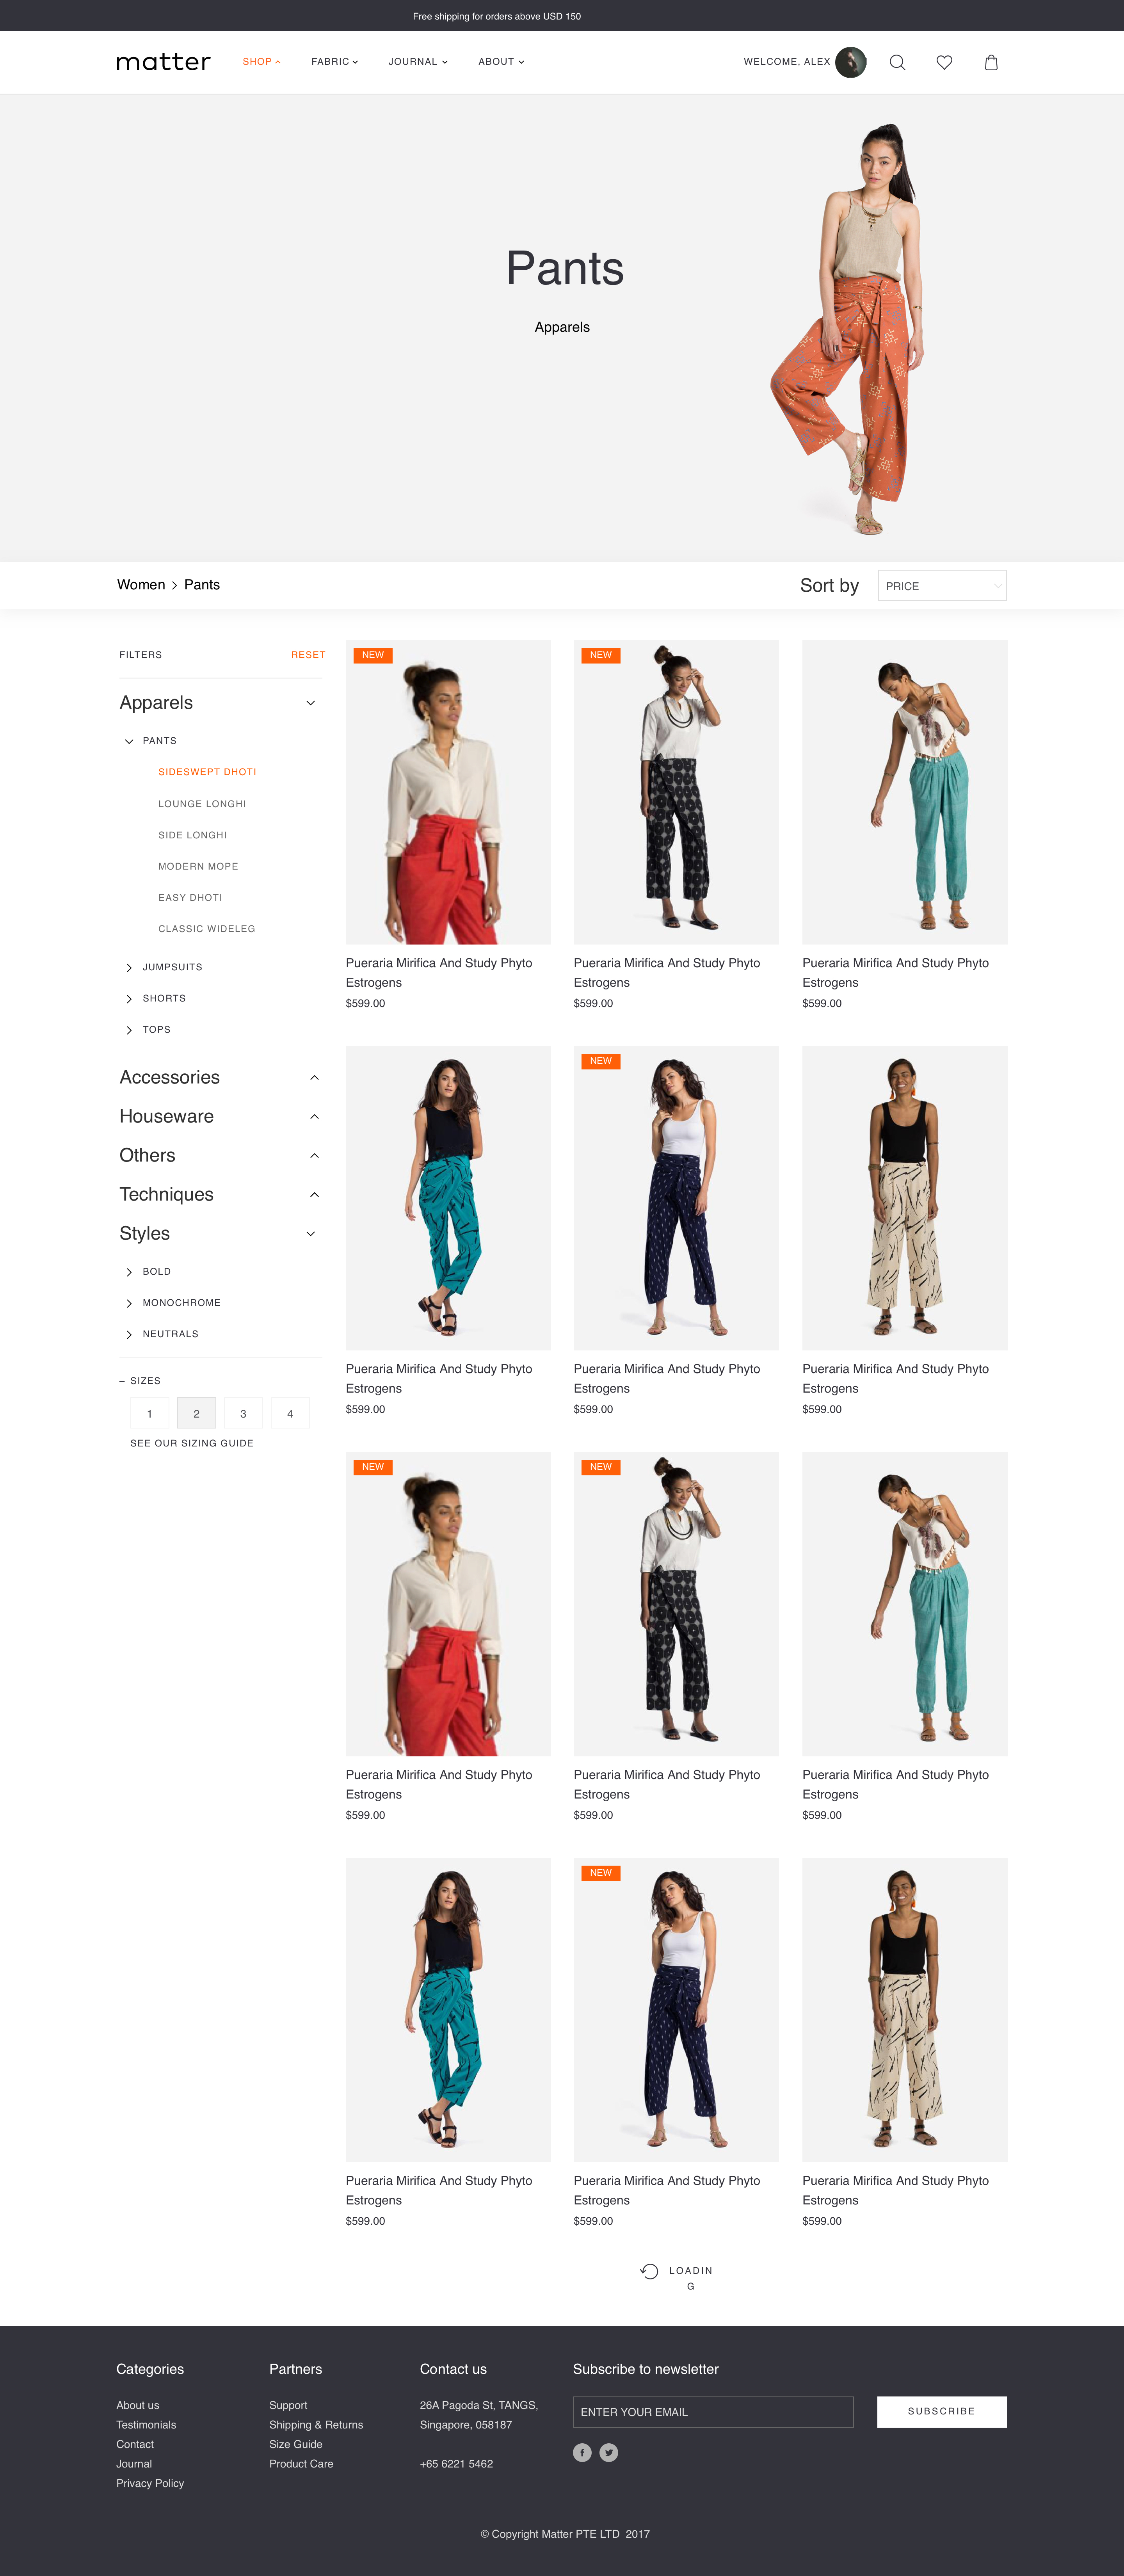 Free shipping for orders above USD 150
matter
SHOP
FABRIC
JOURNAL
ABOUT
WELCOME, ALEX
Pants
Apparels
Women
Pants
Sort by
PRICE
FILTERS
RESET
Apparels
PANTS
SIDESWEPT DHOTI
LOUNGE LONGHI
SIDE LONGHI
MODERN MOPE
EASY DHOTI
CLASSIC WIDELEG
JUMPSUITS
SHORTS
TOPS
Accessories
Houseware
Others
Techniques
Styles
BOLD
MONOCHROME
NEUTRALS
– SIZES
1
2
3
4
SEE OUR SIZING GUIDE
NEW
Pueraria Mirifica And Study Phyto
Estrogens
$599.00
NEW
Pueraria Mirifica And Study Phyto
Estrogens
$599.00
Pueraria Mirifica And Study Phyto
Estrogens
$599.00
Pueraria Mirifica And Study Phyto
Estrogens
$599.00
NEW
Pueraria Mirifica And Study Phyto
Estrogens
$599.00
Pueraria Mirifica And Study Phyto
Estrogens
$599.00
NEW
Pueraria Mirifica And Study Phyto
Estrogens
$599.00
NEW
Pueraria Mirifica And Study Phyto
Estrogens
$599.00
Pueraria Mirifica And Study Phyto
Estrogens
$599.00
Pueraria Mirifica And Study Phyto
Estrogens
$599.00
NEW
Pueraria Mirifica And Study Phyto
Estrogens
$599.00
Pueraria Mirifica And Study Phyto
Estrogens
$599.00
LOADIN
G
Categories
About us
Testimonials
Contact
Journal
Privacy Policy
Partners
Support
Shipping & Returns
Size Guide
Product Care
Contact us
26A Pagoda St, TANGS,
Singapore, 058187
+65 6221 5462
Subscribe to newsletter
ENTER YOUR EMAIL
SUBSCRIBE
© Copyright Matter PTE LTD  2017